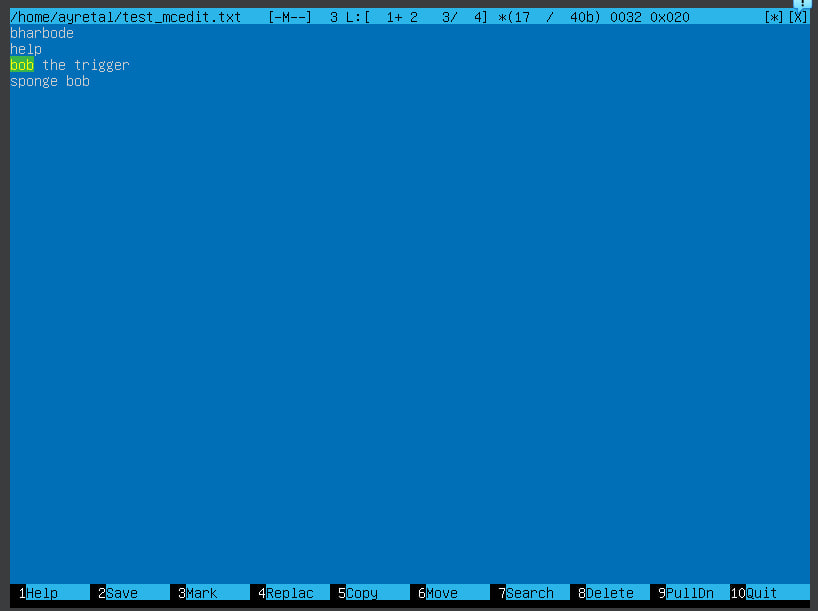 /home/ayretal/test_mcedit.txt [-M--] 3 L:[ 1+ 2 3/ 4] *(17 / 40b) 0032 0x020 [*][X]
bharbode
help
bob the trigger
sponge bob
1Help 2Save 3Mark 4Replac 5Copy 6Move 7Search 8Delete 9PullDn 10Quit